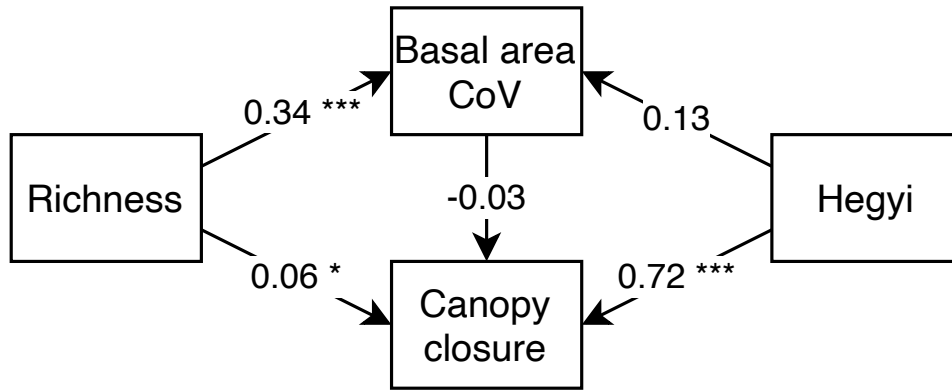 Basal area
CoV
0.34 ***
0.13
Richness
-0.03
Hegyi
0.06 *
0.72 ***
Canopy
closure